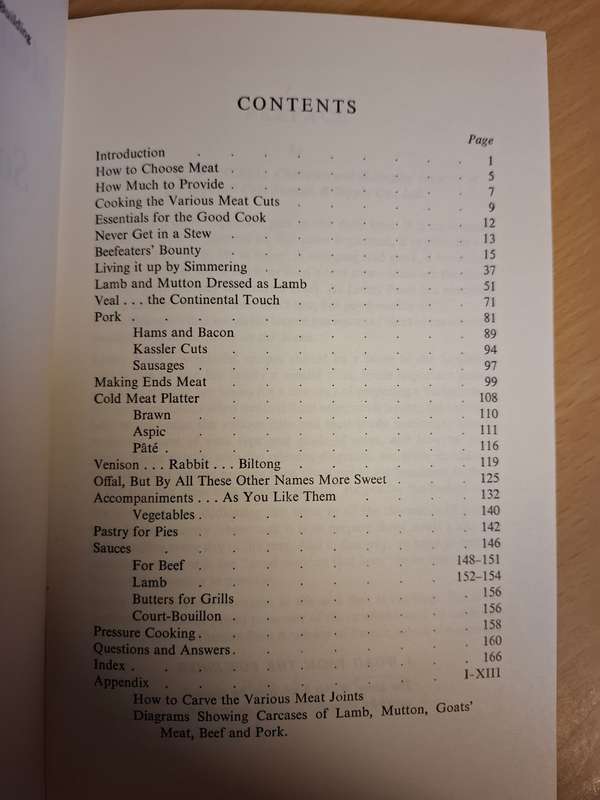 Building,
CONTENTS
Page
Introduction . . . . . . . . . 1
How to Choose Meat . . . . . . . . 5
How Much to Provide . . . . . . . . 7
Cooking the Various Meat Cuts . . . . . . 9
Essentials for the Good Cook . . . . . . 12
Never Get in a Stew . . . . . . . . 13
Beefeaters' Bounty . . . . . . . . 15
Living it up by Simmering . . . . . . . 37
Lamb and Mutton Dressed as Lamb . . . . . 51
Veal . . . the Continental Touch . . . . . . 71
Pork . . . . . . . . . . . 81
Hams and Bacon . . . . . . . . 89
Kassler Cuts . . . . . . . . 94
Sausages . . . . . . . . . 97
Making Ends Meat . . . . . . . . 99
Cold Meat Platter . . . . . . . . 108
Brawn . . . . . . . . . 110
Aspic . . . . . . . . . 111
Pâté . . . . . . . . . . 116
Venison . . . Rabbit . . . Biltong . . . . . . 119
Offal, But By All These Other Names More Sweet . . . 125
Accompaniments . . . As You Like Them . . . . 132
Vegetables . . . . . . . . . 140
Pastry for Pies . . . . . . . . . 142
Sauces . . . . . . . . . . 146
For Beef . . . . . . . . 148–151
Lamb . . . . . . . . 152–154
Butters for Grills . . . . . . . . 156
Court-Bouillon . . . . . . . . 156
Pressure Cooking . . . . . . . . . 158
Questions and Answers . . . . . . . . 160
Index . . . . . . . . . . . 166
Appendix . . . . . . . . . I–XIII
How to Carve the Various Meat Joints
Diagrams Showing Carcases of Lamb, Mutton, Goats'
Meat, Beef and Pork.